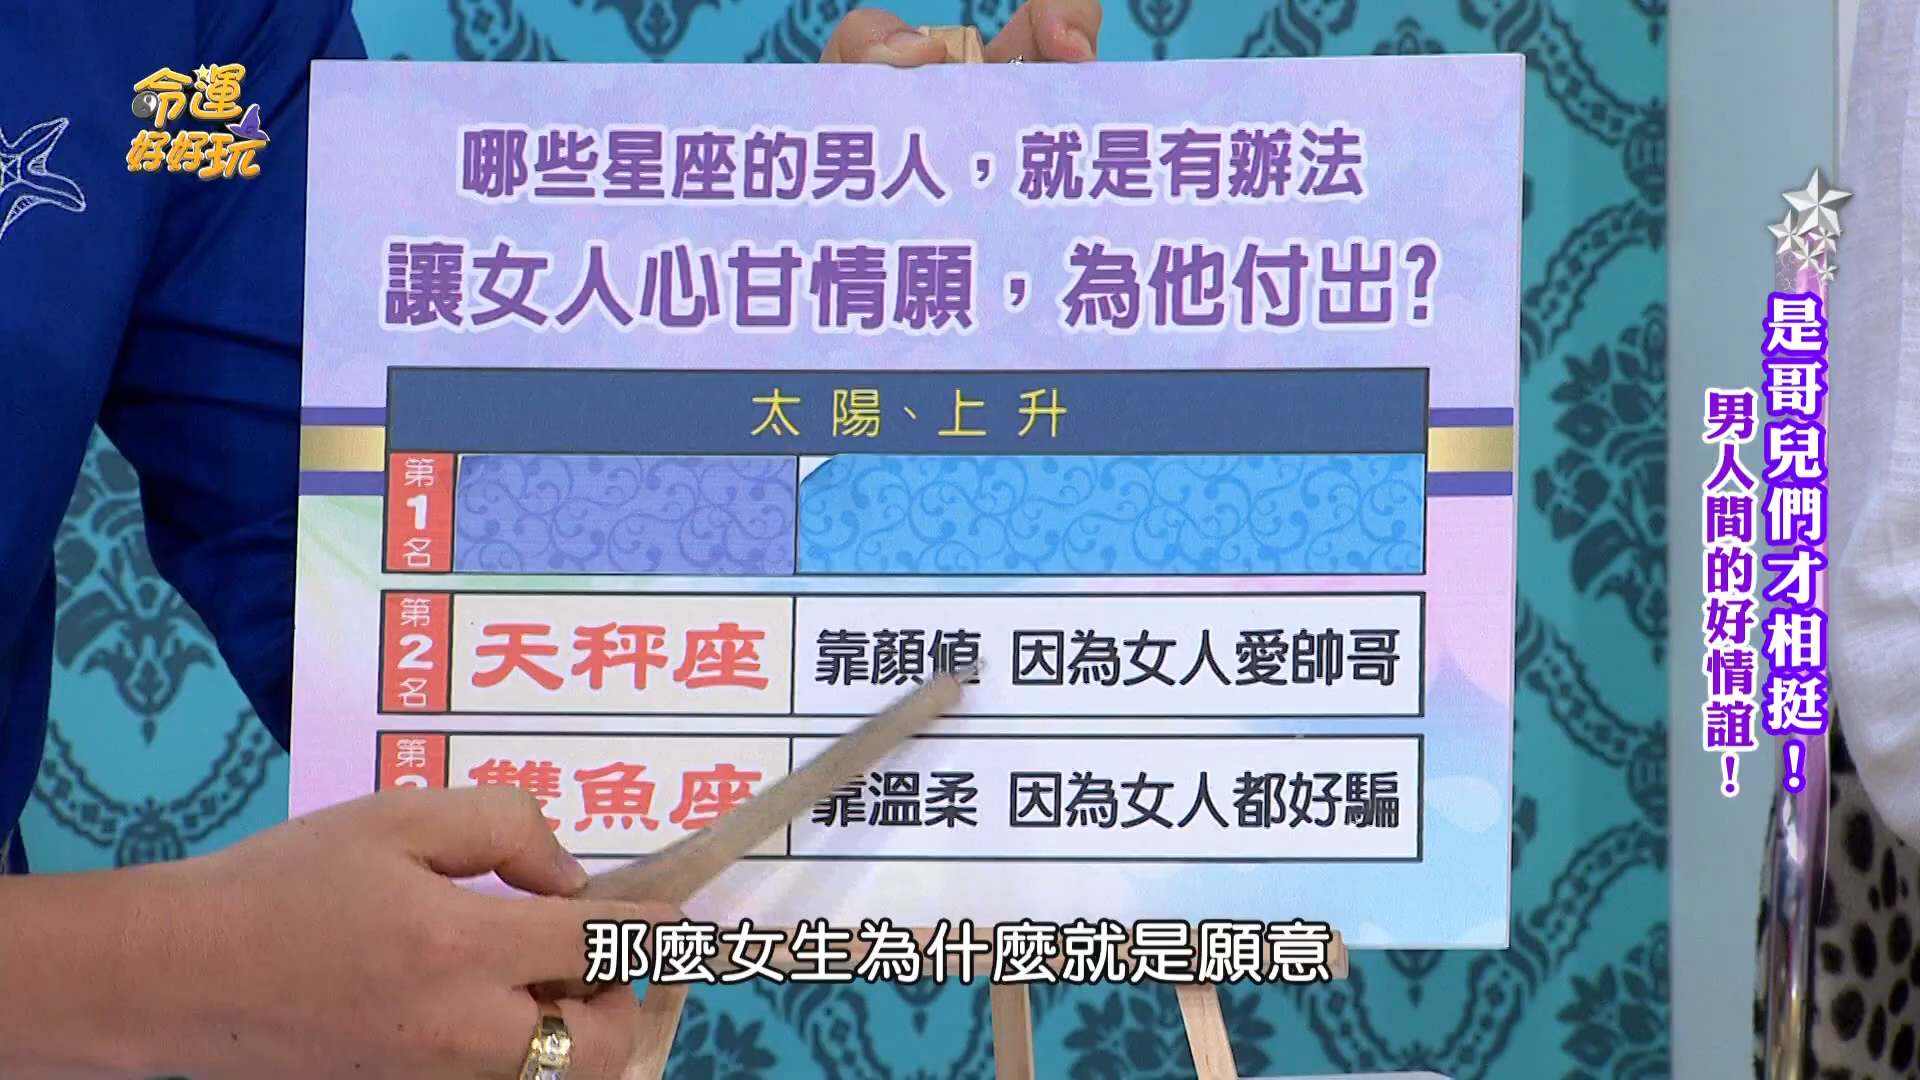 命運
好好玩
哪些星座的男人，就是有辦法
讓女人心甘情願，為他付出?
太陽、上升
第1名
第2名 天秤座 靠顏值 因為女人愛帥哥
第3名 雙魚座 靠溫柔 因為女人都好騙
是哥兒們才相挺！
男人間的好情誼！
那麼女生為什麼就是願意